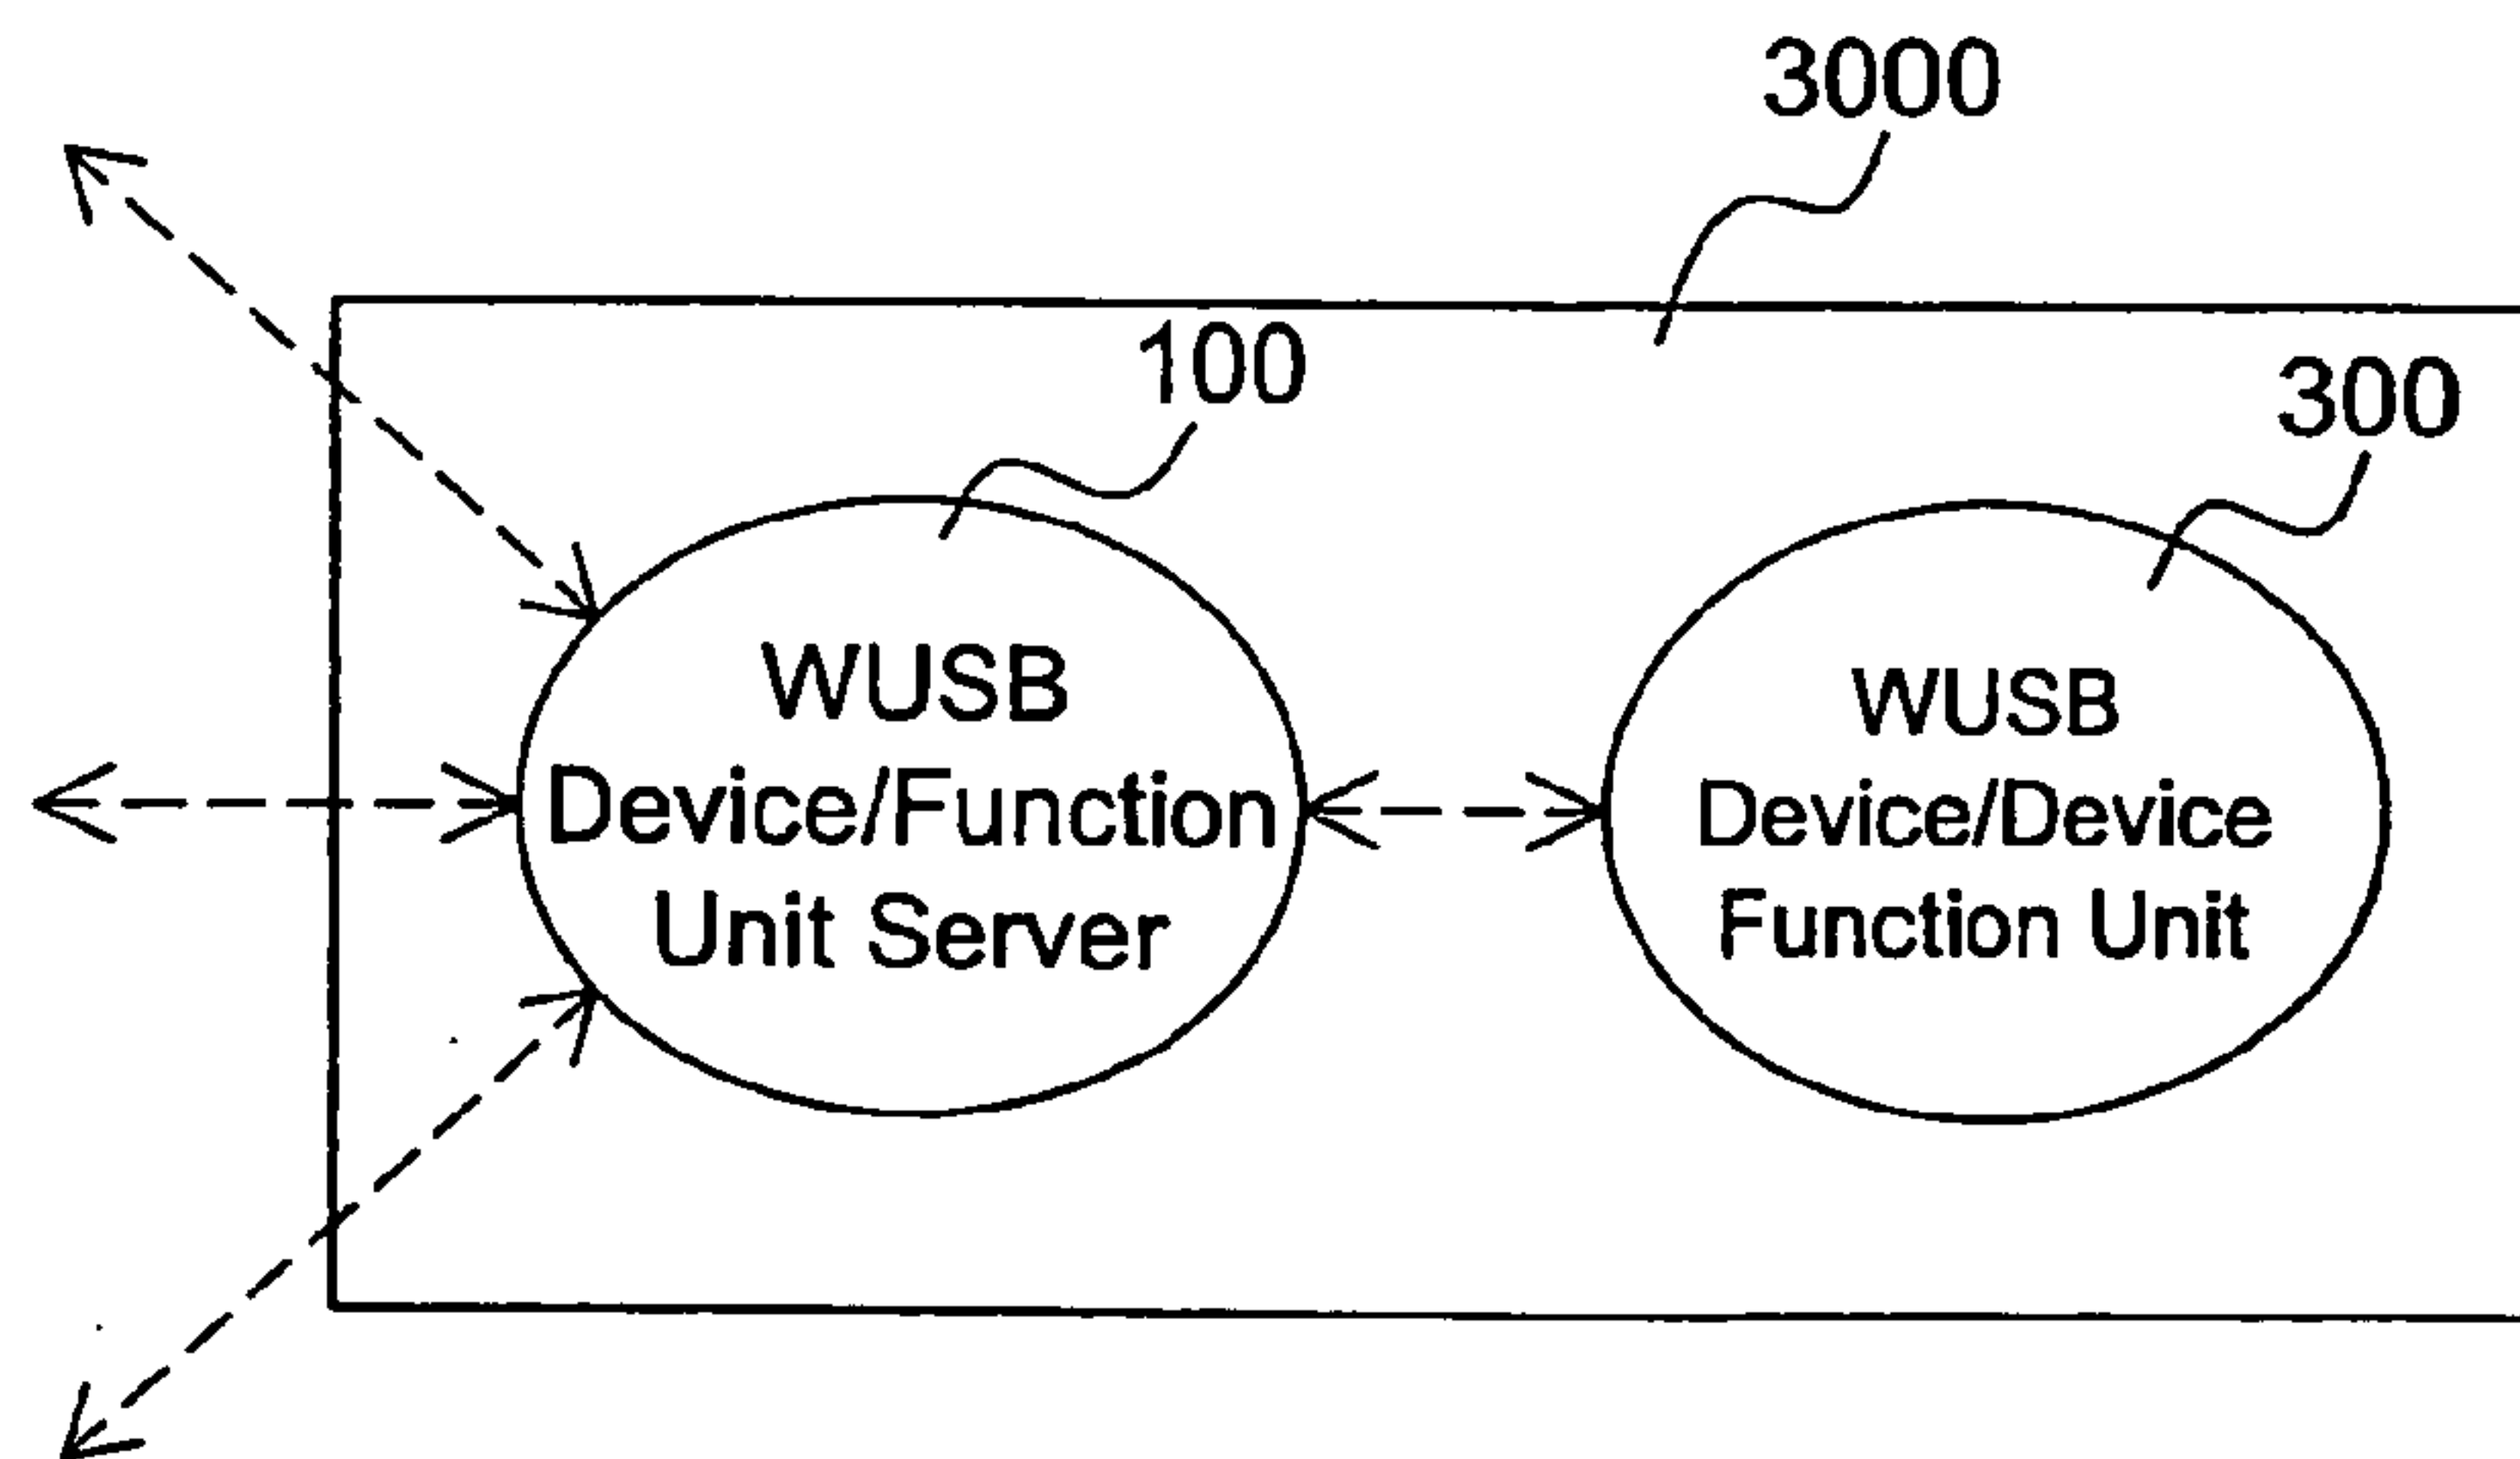 3000
100
300
WUSB
Device/Function
Unit Server
WUSB
Device/Device
Function Unit